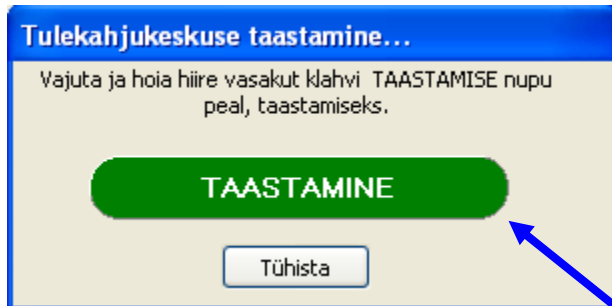 Tulekahjukeskuse taastamine...
Vajuta ja hoia hiire vasakut klahvi TAASTAMISE nupu
peal, taastamiseks.
TAASTAMINE
Tühista